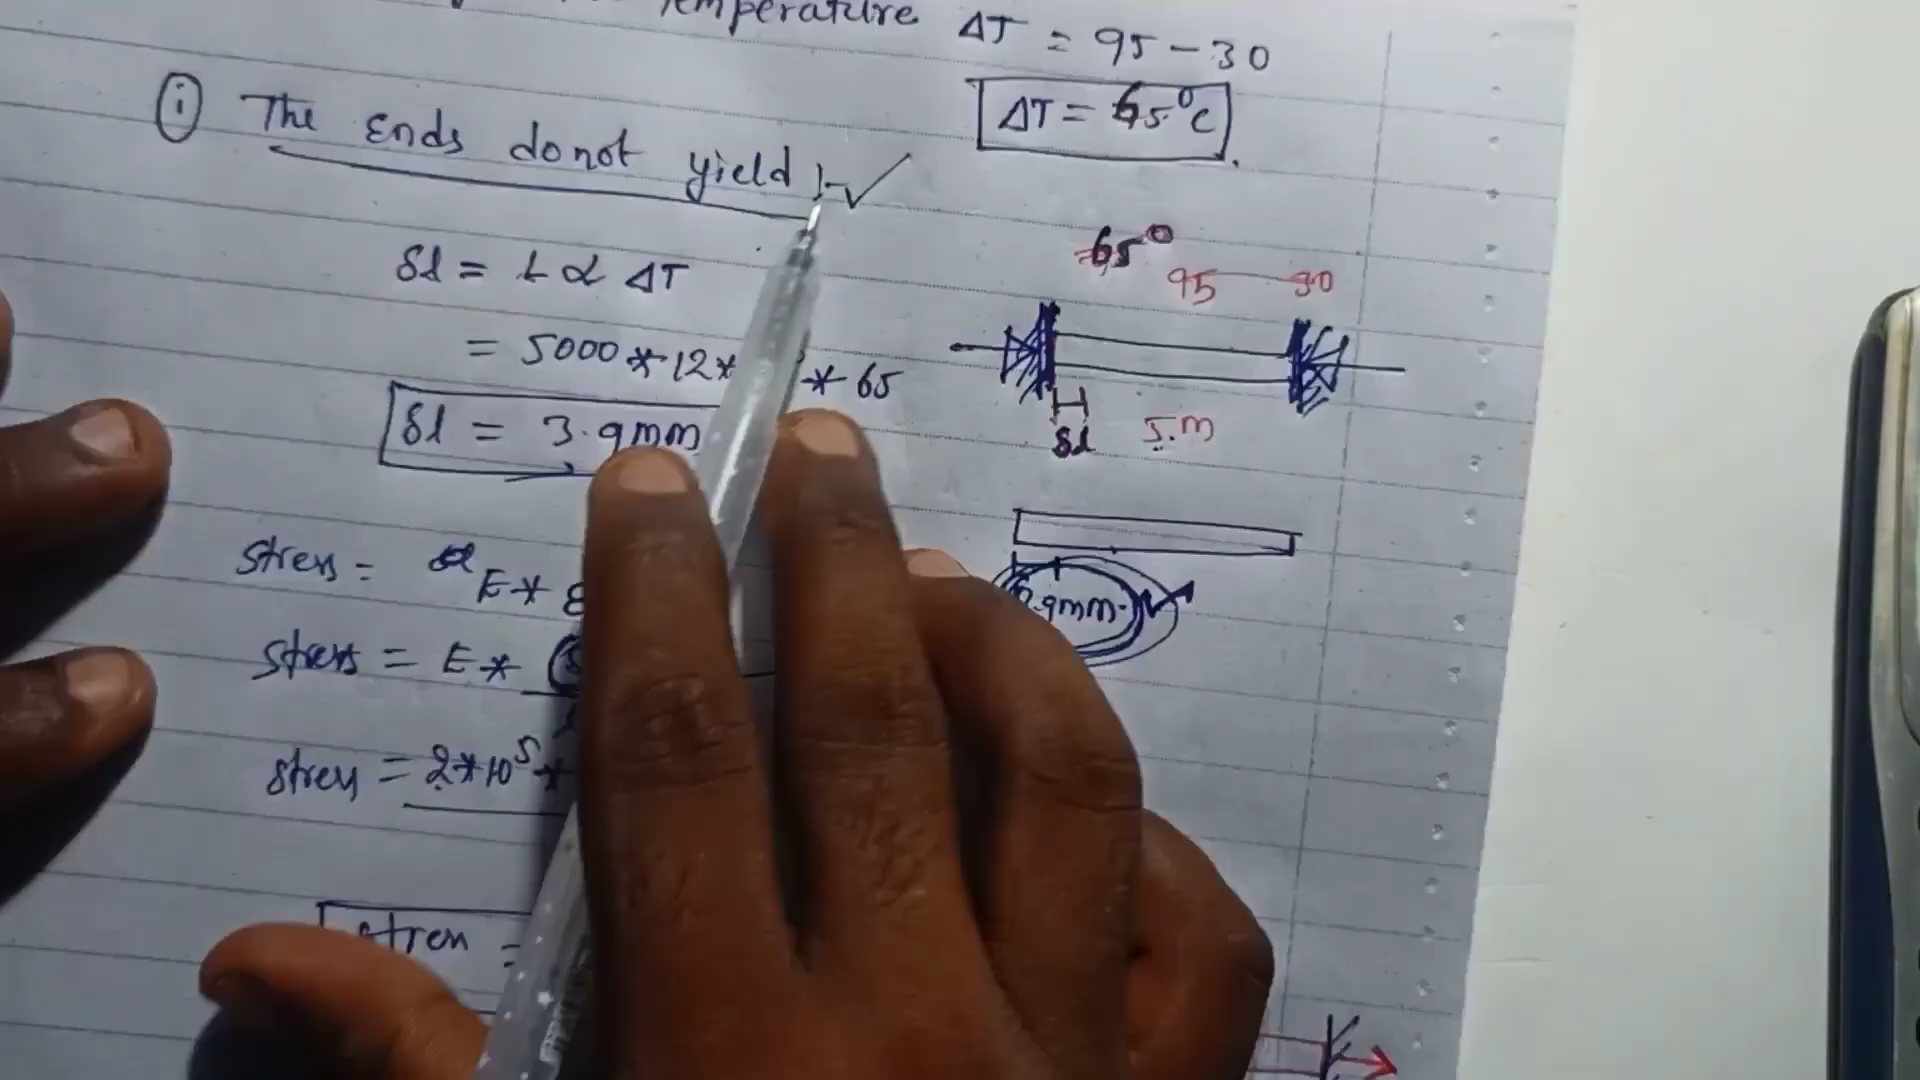 Temperature ΔT = 95 - 30
ΔT = 65°C
i The Ends donot yield :-
δl = L α ΔT
= 5000 * 12 * * 65
δl = 3.9mm
65°
95 30
δl 5.m
.9mm
stress = E *
stress = E *
stress = 2*10⁵ *
stress =